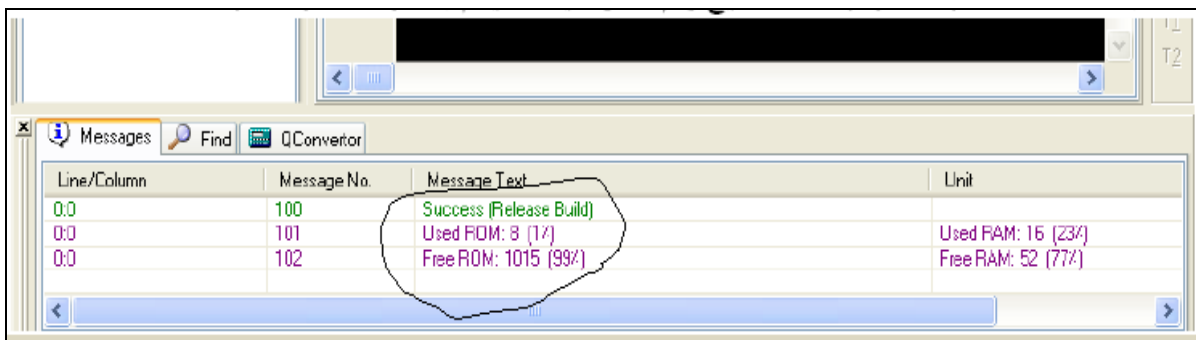 T1
T2
Messages Find QConvertor
Line/Column Message No. Message Text Unit
0:0 100 Success (Release Build)
0:0 101 Used ROM: 8 (1%) Used RAM: 16 (23%)
0:0 102 Free ROM: 1015 (99%) Free RAM: 52 (77%)